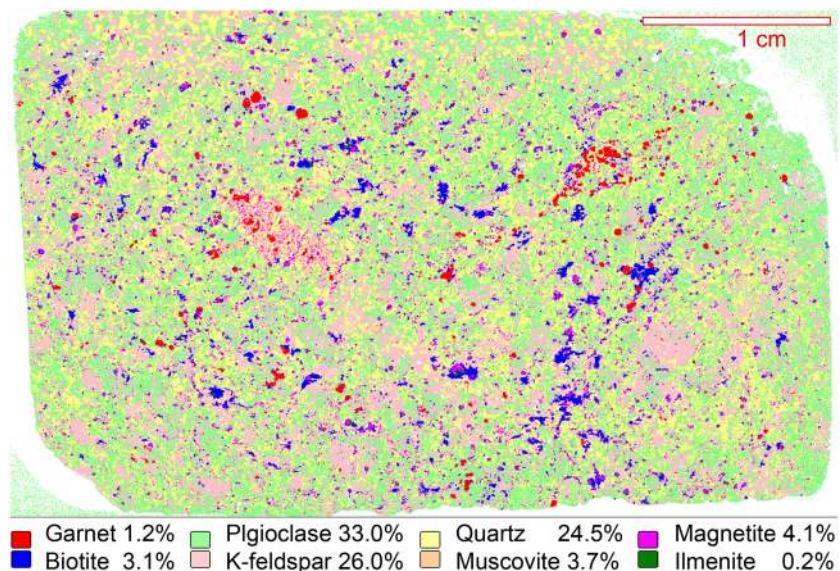 1 cm
Garnet 1.2% Plgioclase 33.0% Quartz 24.5% Magnetite 4.1%
Biotite 3.1% K-feldspar 26.0% Muscovite 3.7% Ilmenite 0.2%